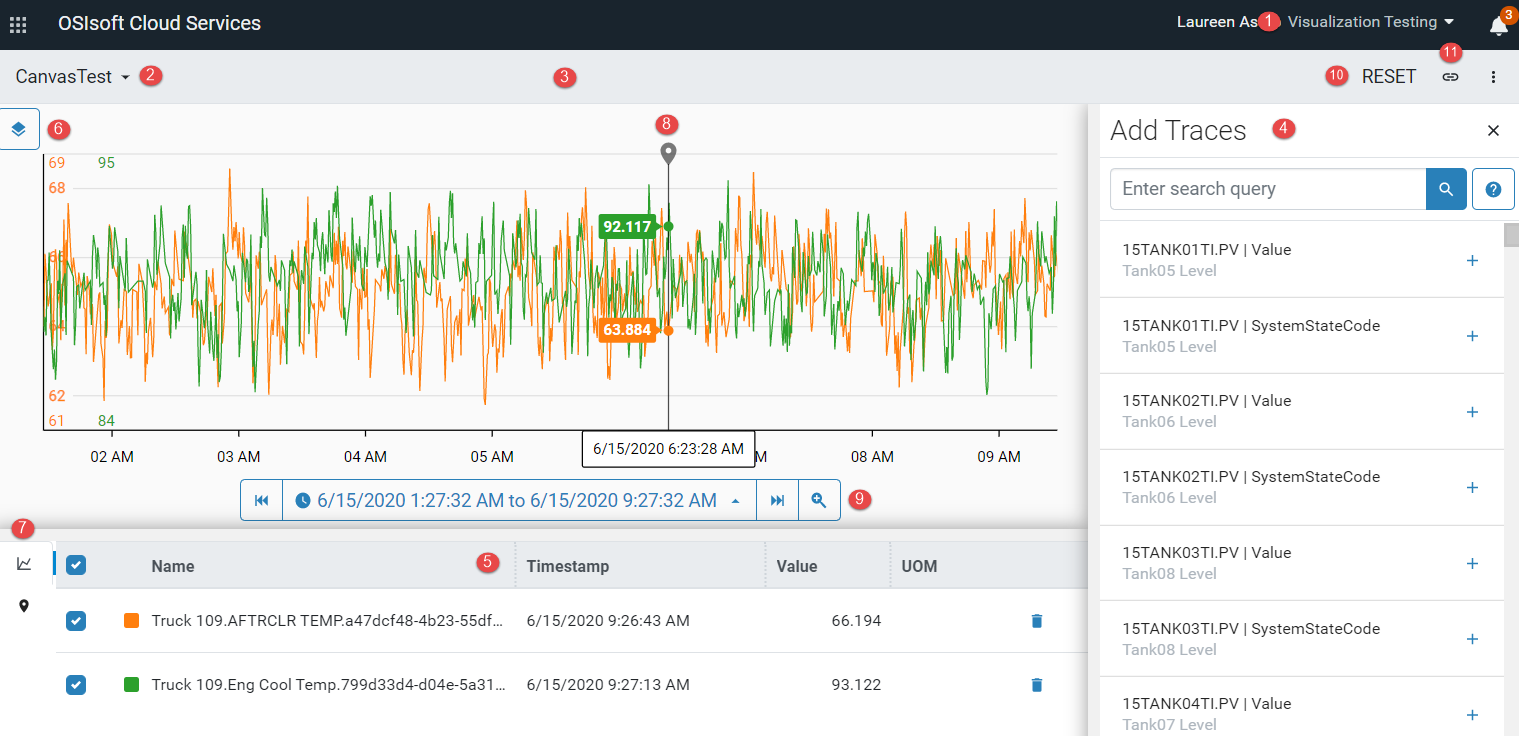 OSIsoft Cloud Services
Laureen As 1 Visualization Testing
3
CanvasTest 2
3
10 RESET
11
6
8
69 95
68
66
64
62
61 84
92.117
63.884
02 AM 03 AM 04 AM 05 AM 6/15/2020 6:23:28 AM M 08 AM 09 AM
6/15/2020 1:27:32 AM to 6/15/2020 9:27:32 AM 9
7
Name 5 Timestamp Value UOM
Truck 109.AFTRCLR TEMP.a47dcf48-4b23-55df... 6/15/2020 9:26:43 AM 66.194
Truck 109.Eng Cool Temp.799d33d4-d04e-5a31... 6/15/2020 9:27:13 AM 93.122
Add Traces 4
Enter search query
15TANK01TI.PV | Value
Tank05 Level
15TANK01TI.PV | SystemStateCode
Tank05 Level
15TANK02TI.PV | Value
Tank06 Level
15TANK02TI.PV | SystemStateCode
Tank06 Level
15TANK03TI.PV | Value
Tank08 Level
15TANK03TI.PV | SystemStateCode
Tank08 Level
15TANK04TI.PV | Value
Tank07 Level